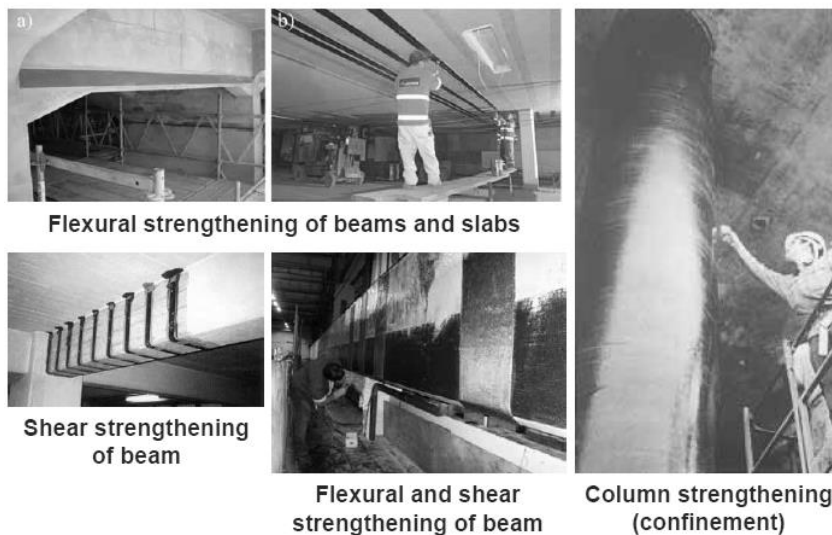 a)
b)
Flexural strengthening of beams and slabs
Shear strengthening
of beam
Flexural and shear
strengthening of beam
Column strengthening
(confinement)